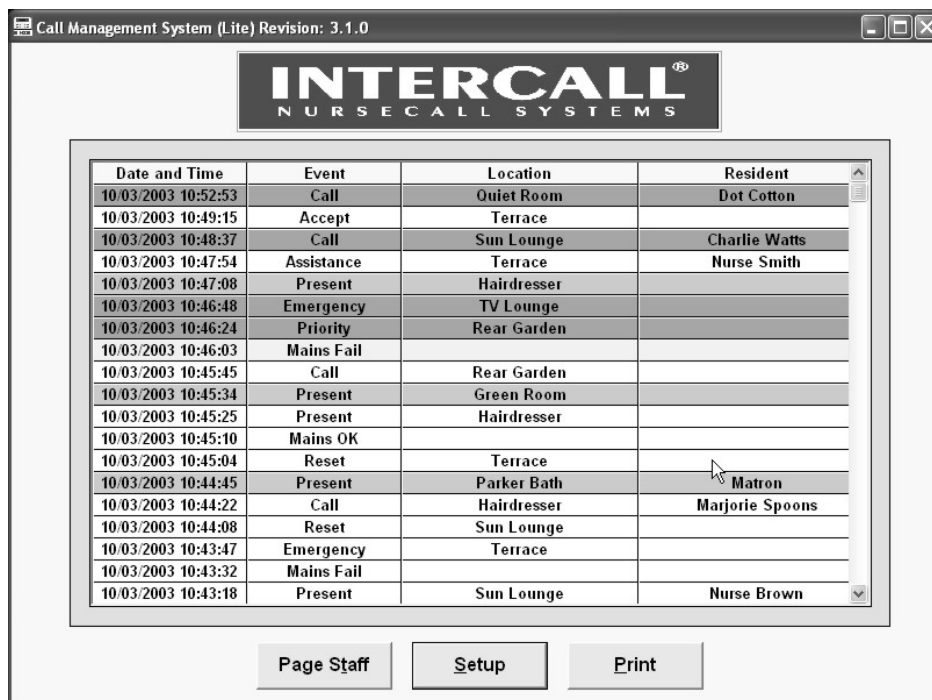 Call Management System (Lite) Revision: 3.1.0
INTERCALL®
NURSECALL SYSTEMS
Date and Time Event Location Resident
10/03/2003 10:52:53 Call Quiet Room Dot Cotton
10/03/2003 10:49:15 Accept Terrace
10/03/2003 10:48:37 Call Sun Lounge Charlie Watts
10/03/2003 10:47:54 Assistance Terrace Nurse Smith
10/03/2003 10:47:08 Present Hairdresser
10/03/2003 10:46:48 Emergency TV Lounge
10/03/2003 10:46:24 Priority Rear Garden
10/03/2003 10:46:03 Mains Fail
10/03/2003 10:45:45 Call Rear Garden
10/03/2003 10:45:34 Present Green Room
10/03/2003 10:45:25 Present Hairdresser
10/03/2003 10:45:10 Mains OK
10/03/2003 10:45:04 Reset Terrace
10/03/2003 10:44:45 Present Parker Bath Matron
10/03/2003 10:44:22 Call Hairdresser Marjorie Spoons
10/03/2003 10:44:08 Reset Sun Lounge
10/03/2003 10:43:47 Emergency Terrace
10/03/2003 10:43:32 Mains Fail
10/03/2003 10:43:18 Present Sun Lounge Nurse Brown
Page Staff Setup Print